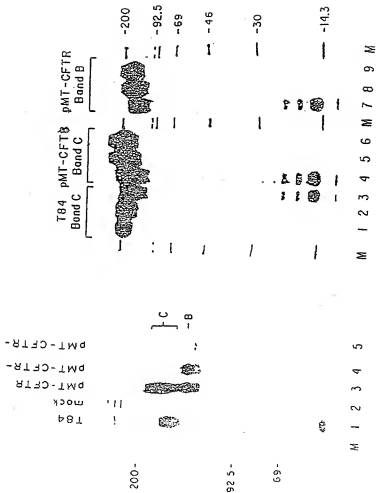 T84
mock
pMT-CFTR
pMT-CFTR-
pMT-CFTR-
-C
-B
200-
92.5-
69-
M 1 2 3 4 5
T84 pMT-CFTR pMT-CFTR
Band C Band C Band B
-200
-92.5
-69
-46
-30
-14.3
M 1 2 3 4 5 6 M 7 8 9 M